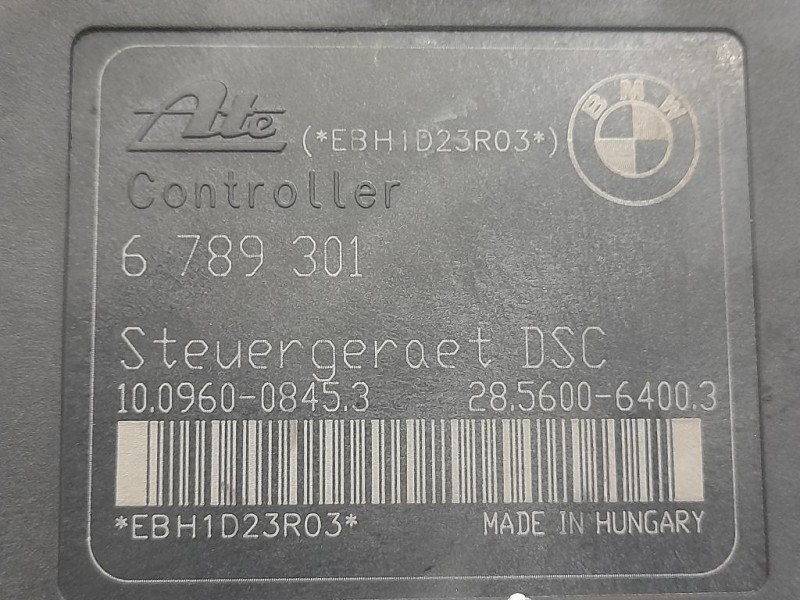 Ate (*EBH1D23R03*)
BMW
Controller
6 789 301
Steuergeraet DSC
10.0960-0845.3 28.5600-6400.3
*EBH1D23R03* MADE IN HUNGARY